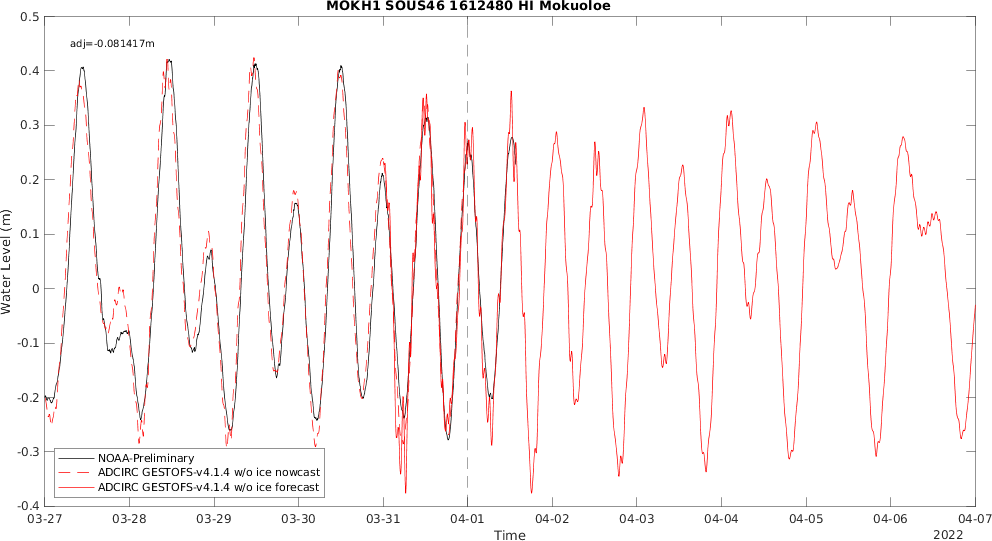 MOKH1 SOUS46 1612480 HI Mokuoloe
adj=-0.081417m
Water Level (m)
0.5
0.4
0.3
0.2
0.1
0
-0.1
-0.2
-0.3
-0.4
NOAA-Preliminary
ADCIRC GESTOFS-v4.1.4 w/o ice nowcast
ADCIRC GESTOFS-v4.1.4 w/o ice forecast
03-27 03-28 03-29 03-30 03-31 04-01 04-02 04-03 04-04 04-05 04-06 04-07
Time
2022